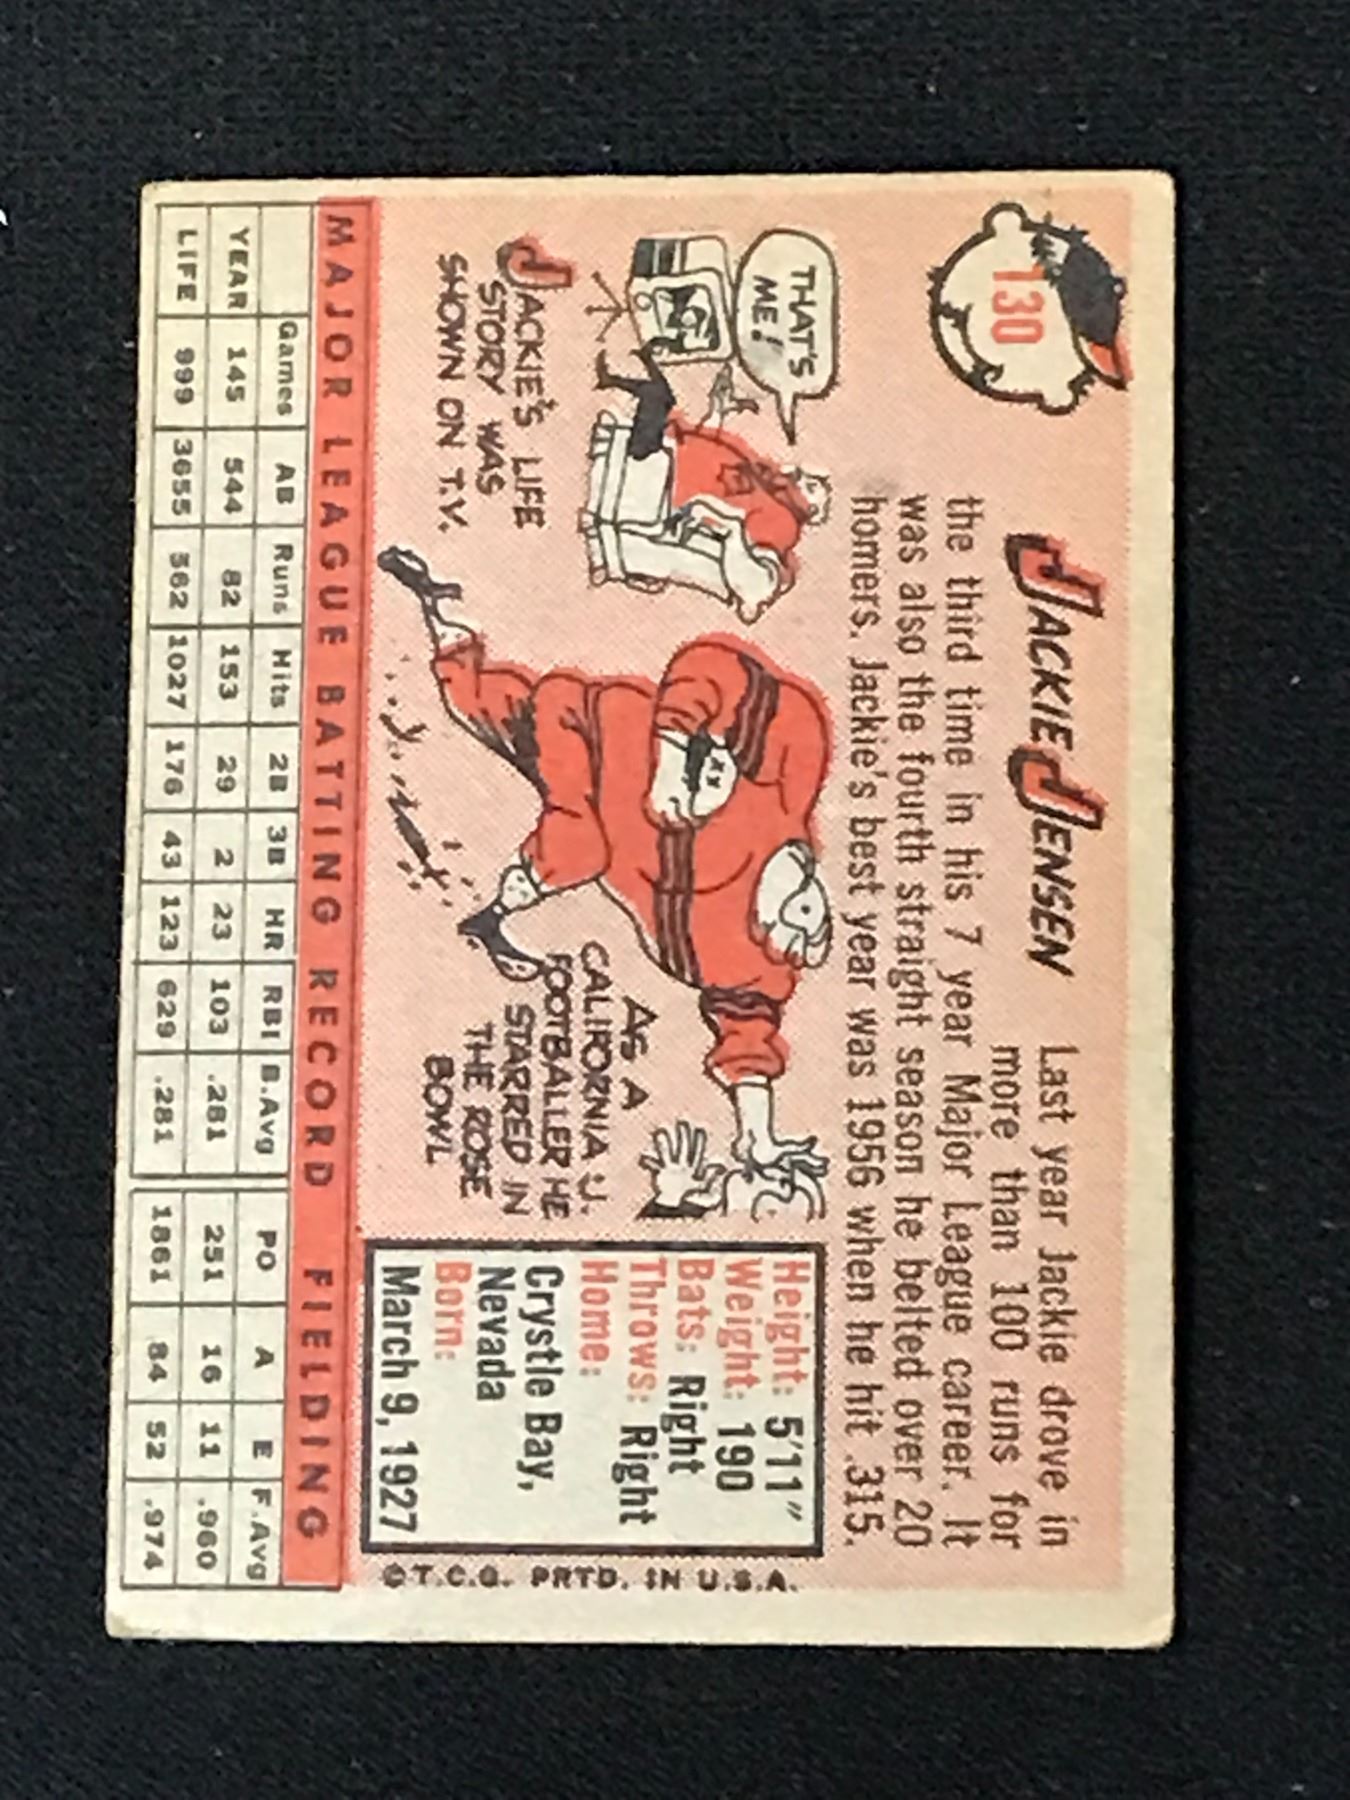 130
JACKIE JENSEN
Last year Jackie drove in
more than 100 runs for
the third time in his 7 year Major League career. It
was also the fourth straight season he belted over 20
homers. Jackie's best year was 1956 when he hit .315.
THAT'S
ME!
JACKIE'S LIFE
STORY WAS
SHOWN ON T.V.
AS A
CALIFORNIA U.
FOOTBALLER HE
STARRED IN
THE ROSE
BOWL
Height: 5'11"
Weight: 190
Bats: Right
Throws: Right
Home:
Crystle Bay,
Nevada
Born:
March 9, 1927
©T.C.G. PRTD. IN U.S.A.
MAJOR LEAGUE BATTING RECORD FIELDING
Games AB Runs Hits 2B 3B HR RBI B.Avg PO A E F.Avg
YEAR 145 544 82 153 29 2 23 103 .281 251 16 11 .960
LIFE 999 3655 562 1027 176 43 123 629 .281 1861 84 52 .974